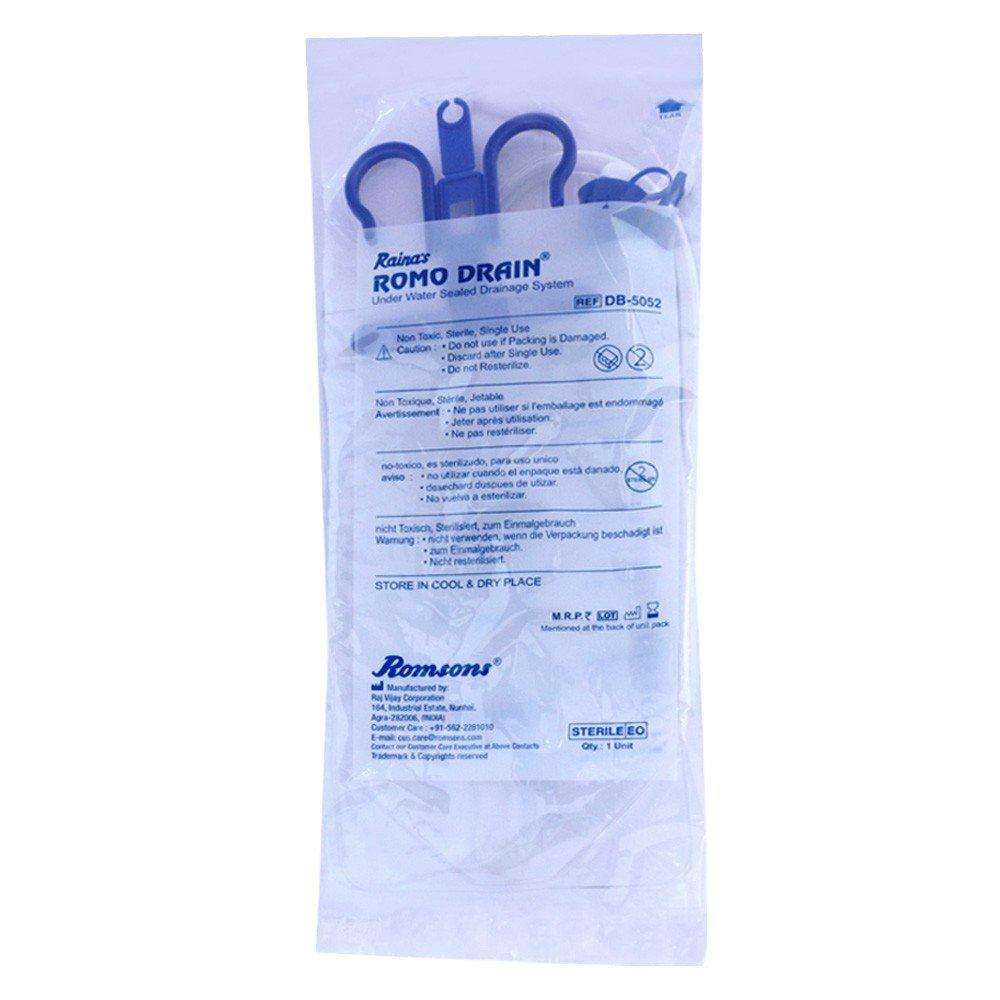 TEAR
Raina's
ROMO DRAIN®
Under Water Sealed Drainage System
REF DB-5052
Non Toxic, Sterile, Single Use
Caution : • Do not use if Packing is Damaged.
• Discard after Single Use.
• Do not Resterilize.
2
Non Toxique, Stérile, Jetable
Avertissement : • Ne pas utiliser si l'emballage est endommagé
• Jeter après utilisation.
• Ne pas restériliser.
no-toxico, es sterilizado, para uso unico
aviso : • no utilizar cuando el enpaque está danado.
• desechard duspues de utizar.
• No vuelva a esterilizar.
2
nicht Toxisch, Sterilisiert, zum Einmalgebrauch
Warnung : • nicht verwenden, wenn die Verpackung beschadigt ist
• zum Einmalgebrauch.
• Nicht resterilisiert.
STORE IN COOL & DRY PLACE
M.R.P. ₹ LOT
Mentioned at the back of unit pack
Romsons®
Manufactured by:
Raj Vijay Corporation
164, Industrial Estate, Nunhai,
Agra-282006, (INDIA)
Customer Care : +91-562-2281010
E-mail: cus.care@romsons.com
Contact our Customer Care Executive at Above Contacts
Trademark & Copyrights reserved
STERILE EO
Qty.: 1 Unit